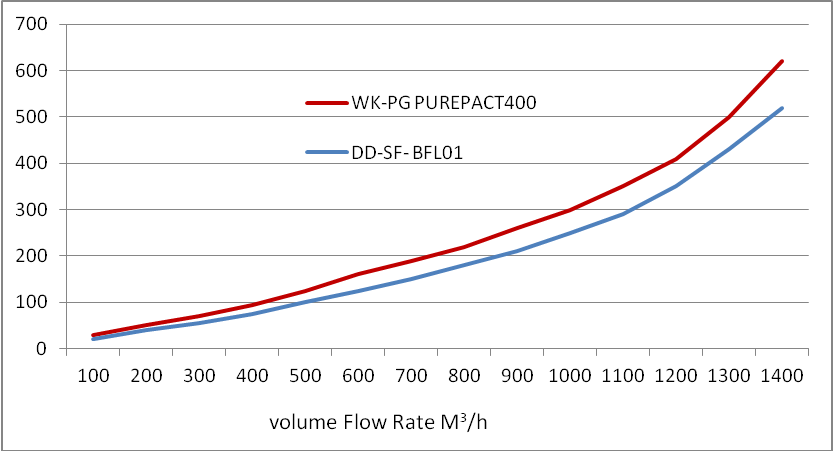 700
600
500
400
300
200
100
0
WK-PG PUREPACT400
DD-SF- BFL01
100 200 300 400 500 600 700 800 900 1000 1100 1200 1300 1400
volume Flow Rate M³/h